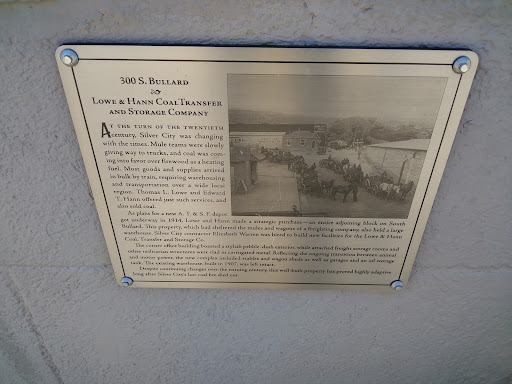 300 S. Bullard
Lowe & Hann Coal Transfer
and Storage Company
At the turn of the twentieth
century, Silver City was changing
with the times. Mule teams were slowly
giving way to trucks, and coal was com-
ing into favor over firewood as a heating
fuel. Most goods and supplies arrived
in bulk by train, requiring warehousing
and transportation over a wide local
region. Thomas L. Lowe and Edward
T. Hann offered just such services, and
also sold coal.
As plans for a new A. T. & S. F. depot
got underway in 1914, Lowe and Hann made a strategic purchase—an entire adjoining block on South
Bullard. This property, which had sheltered the mules and wagons of a freighting company also held a large
warehouse. Silver City contractor Elizabeth Warren was hired to build new facilities for the Lowe & Hann
Coal, Transfer and Storage Co.
The corner office building boasted a stylish pebble-dash exterior, while attached freight storage rooms and
other utilitarian structures were clad in corrugated metal. Reflecting the ongoing transition between animal
and motor power, the new complex included stables and wagon sheds as well as garages and an oil storage
tank. The existing warehouse, built in 1907, was left intact.
Despite continuing changes over the ensuing century, this well-built property has proved highly adaptive
long after Silver City's last coal fire died out.